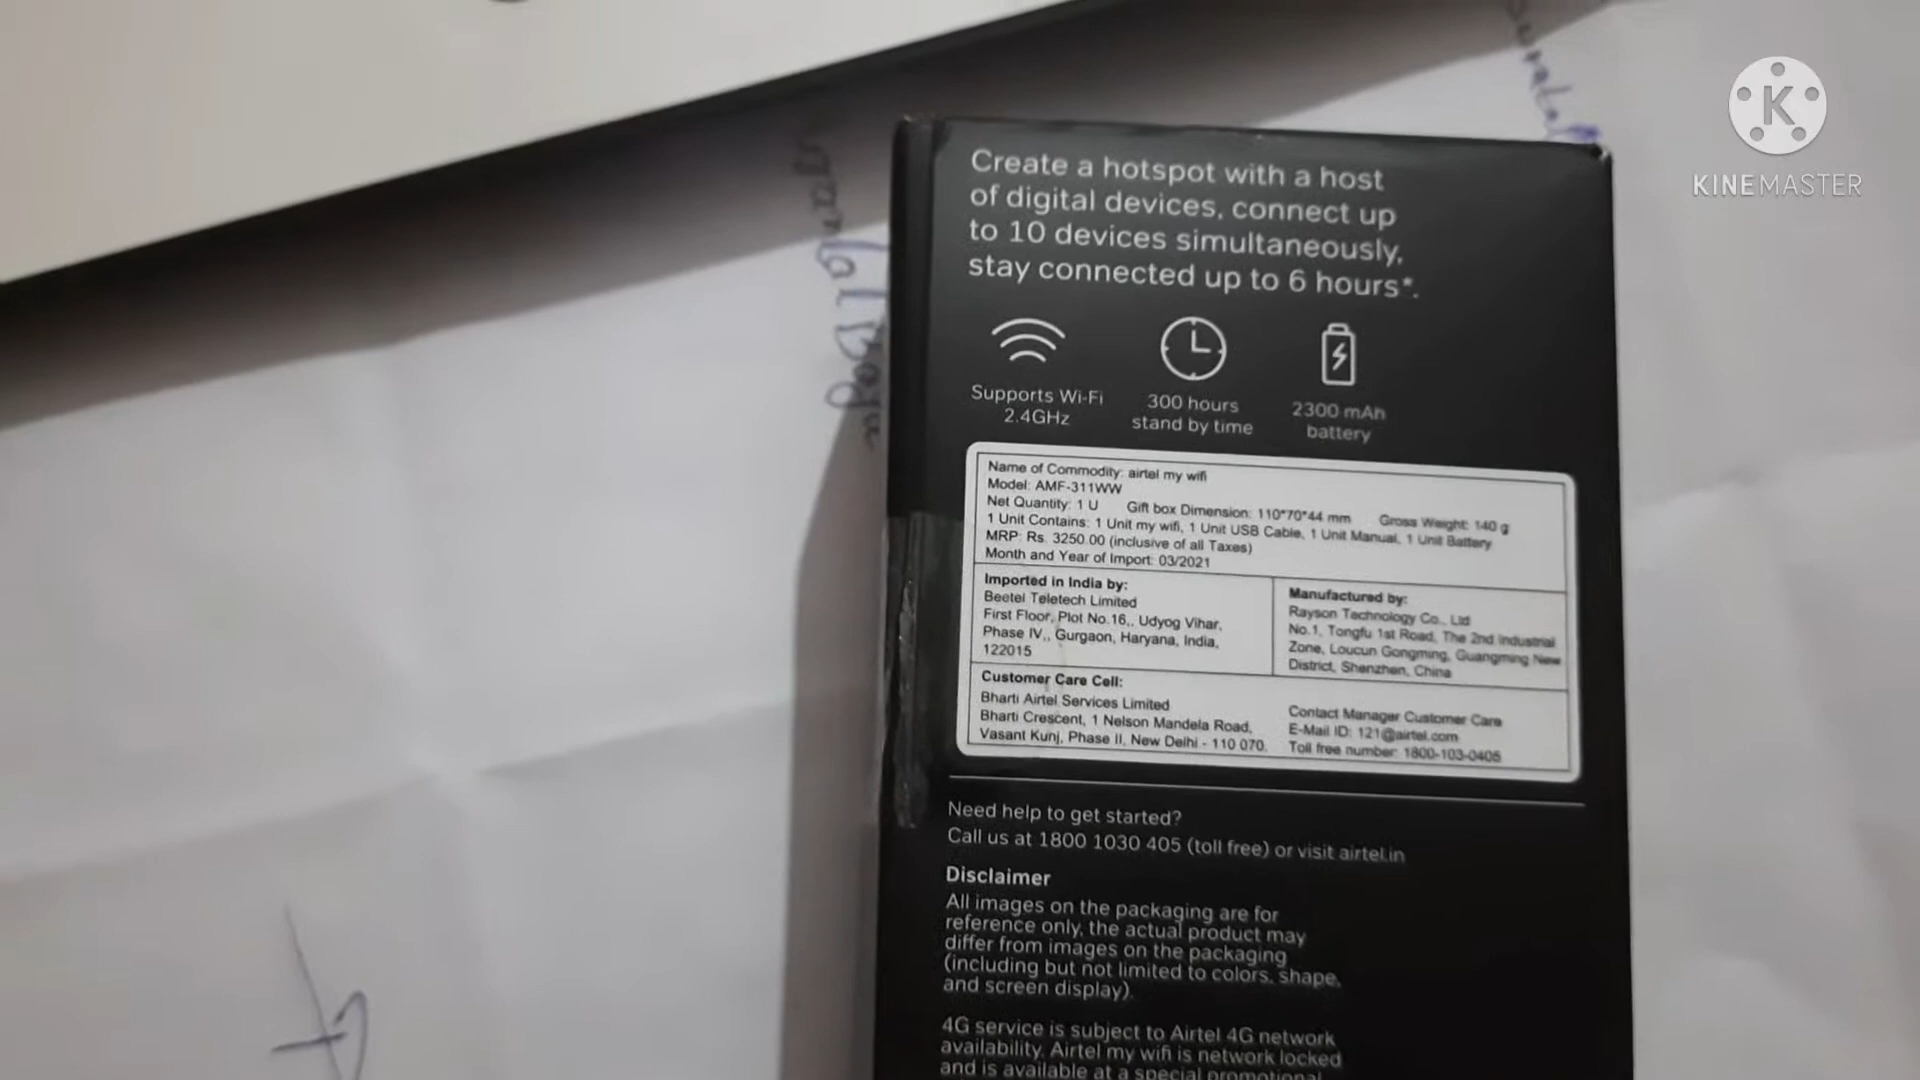 KINEMASTER
Create a hotspot with a host
of digital devices, connect up
to 10 devices simultaneously,
stay connected up to 6 hours*.
Supports Wi-Fi
2.4GHz
300 hours
stand by time
2300 mAh
battery
Name of Commodity: airtel my wifi
Model: AMF-311WW
Net Quantity: 1 U Gift box Dimension: 110*70*44 mm Gross Weight: 140 g
1 Unit Contains: 1 Unit my wifi, 1 Unit USB Cable, 1 Unit Manual, 1 Unit Battery
MRP: Rs. 3250.00 (inclusive of all Taxes)
Month and Year of Import: 03/2021
Imported in India by:
Beetel Teletech Limited
First Floor, Plot No.16,, Udyog Vihar,
Phase IV,, Gurgaon, Haryana, India,
122015
Manufactured by:
Rayson Technology Co., Ltd
No.1, Tongfu 1st Road, The 2nd Industrial
Zone, Loucun Gongming, Guangming New
District, Shenzhen, China
Customer Care Cell:
Bharti Airtel Services Limited
Bharti Crescent, 1 Nelson Mandela Road,
Vasant Kunj, Phase II, New Delhi - 110 070.
Contact Manager Customer Care
E-Mail ID: 121@airtel.com
Toll free number: 1800-103-0405
Need help to get started?
Call us at 1800 1030 405 (toll free) or visit airtel.in
Disclaimer
All images on the packaging are for
reference only, the actual product may
differ from images on the packaging
(including but not limited to colors, shape,
and screen display).
4G service is subject to Airtel 4G network
availability. Airtel my wifi is network locked
and is available at a special promotional